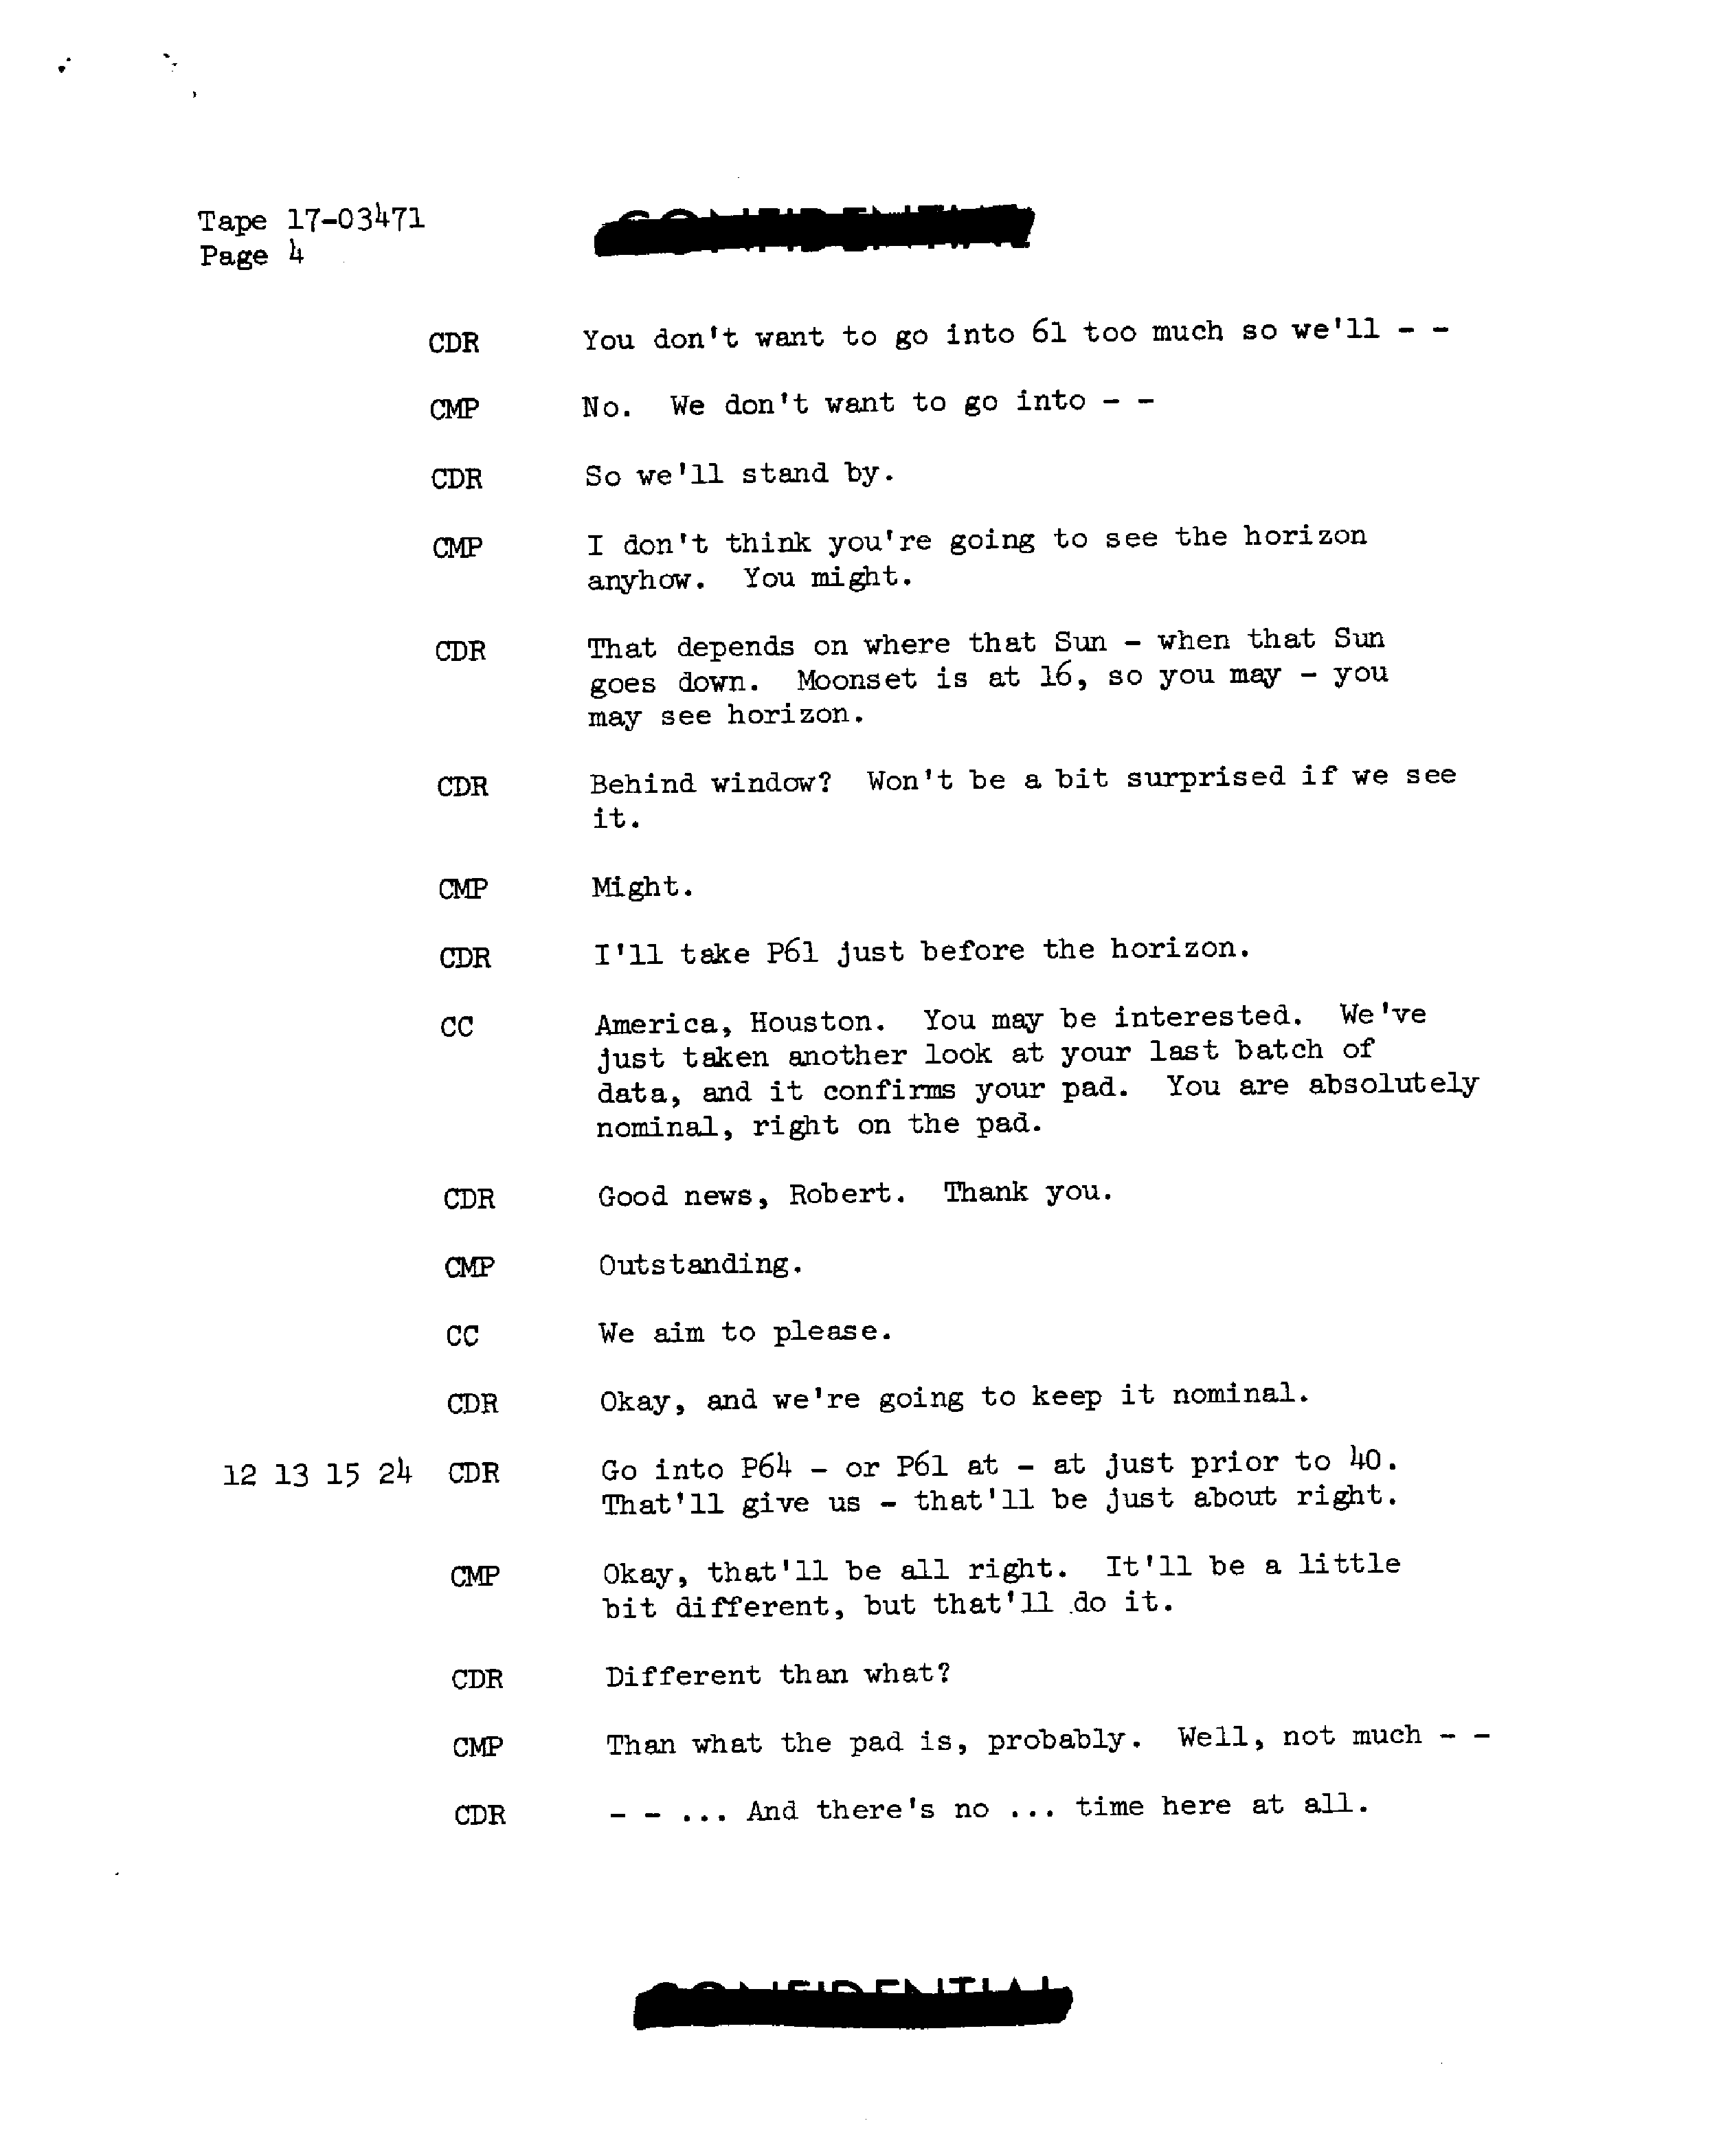 Tape 17-03471
Page 4
CONFIDENTIAL
CDR You don't want to go into 61 too much so we'll - -
CMP No. We don't want to go into - -
CDR So we'll stand by.
CMP I don't think you're going to see the horizon
anyhow. You might.
CDR That depends on where that Sun - when that Sun
goes down. Moonset is at 16, so you may - you
may see horizon.
CDR Behind window? Won't be a bit surprised if we see
it.
CMP Might.
CDR I'll take P61 just before the horizon.
CC America, Houston. You may be interested. We've
just taken another look at your last batch of
data, and it confirms your pad. You are absolutely
nominal, right on the pad.
CDR Good news, Robert. Thank you.
CMP Outstanding.
CC We aim to please.
CDR Okay, and we're going to keep it nominal.
12 13 15 24 CDR Go into P64 - or P61 at - at just prior to 40.
That'll give us - that'll be just about right.
CMP Okay, that'll be all right. It'll be a little
bit different, but that'll do it.
CDR Different than what?
CMP Than what the pad is, probably. Well, not much - -
CDR - - ... And there's no ... time here at all.
CONFIDENTIAL